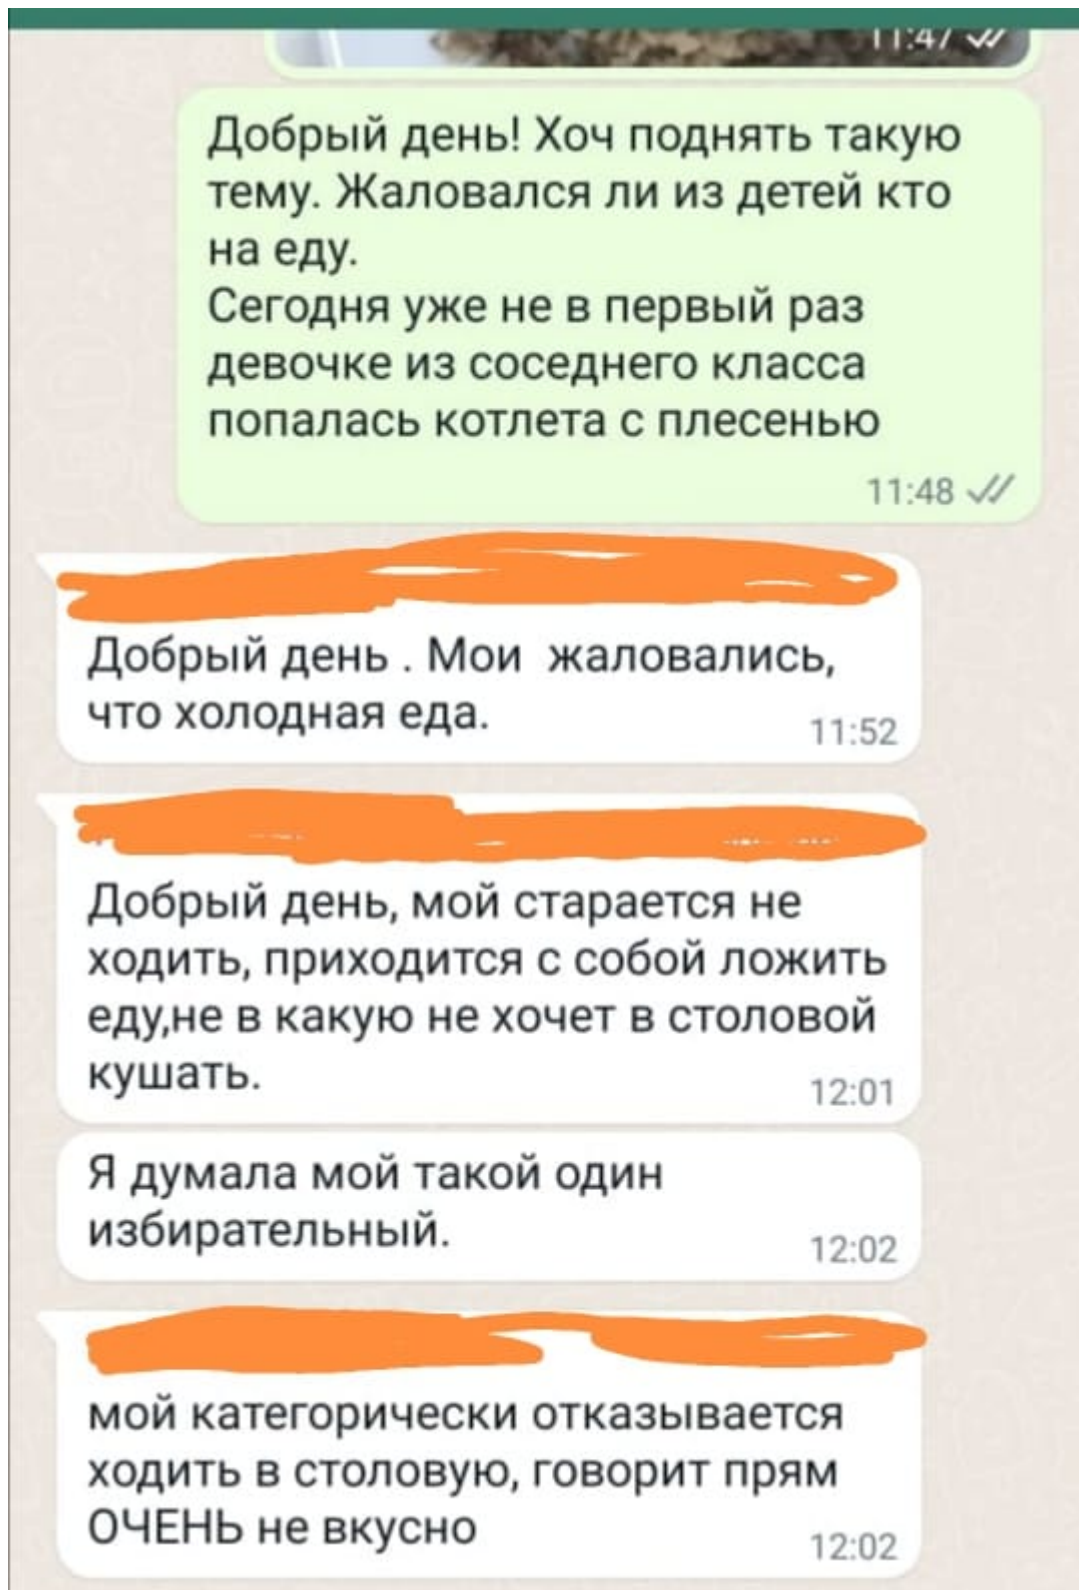 11:47
Добрый день! Хоч поднять такую
тему. Жаловался ли из детей кто
на еду.
Сегодня уже не в первый раз
девочке из соседнего класса
попалась котлета с плесенью
11:48
Добрый день . Мои жаловались,
что холодная еда.
11:52
Добрый день, мой старается не
ходить, приходится с собой ложить
еду,не в какую не хочет в столовой
кушать.
12:01
Я думала мой такой один
избирательный.
12:02
мой категорически отказывается
ходить в столовую, говорит прям
ОЧЕНЬ не вкусно
12:02